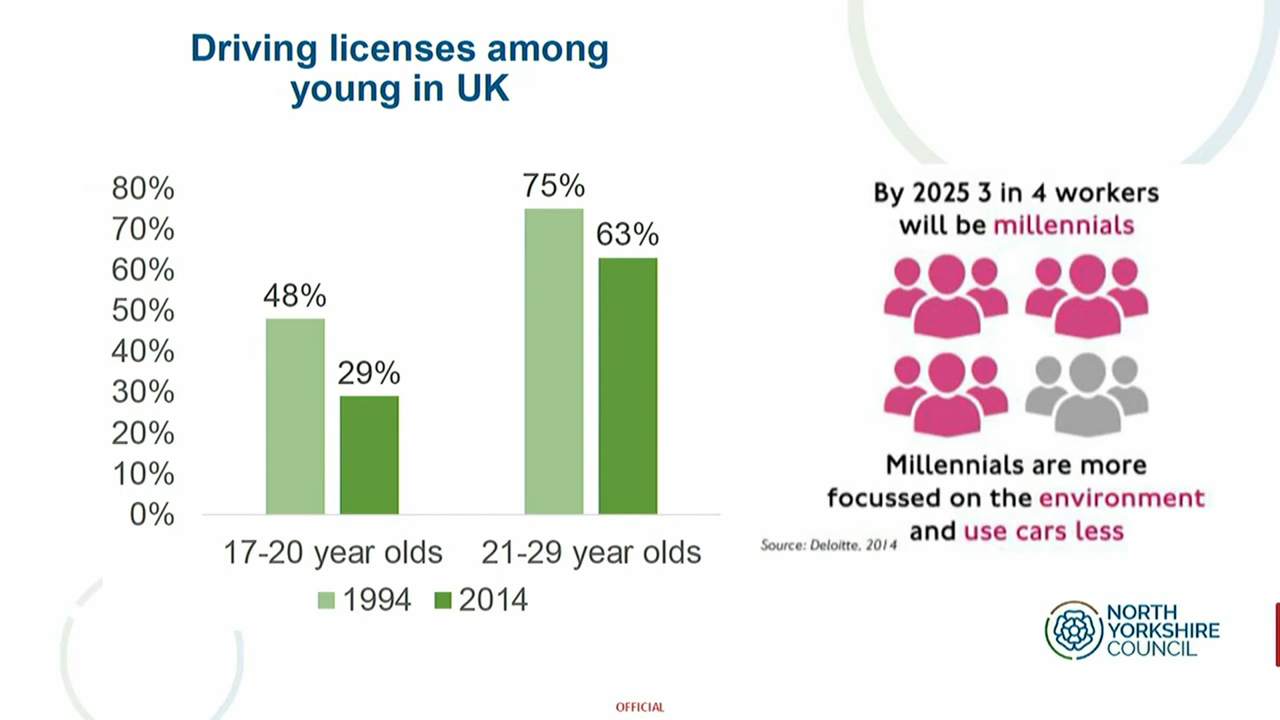 Driving licenses among
young in UK
80%
70%
60%
50%
40%
30%
20%
10%
0%
48%
29%
75%
63%
17-20 year olds
21-29 year olds
1994
2014
By 2025 3 in 4 workers
will be millennials
Millennials are more
focussed on the environment
and use cars less
Source: Deloitte, 2014
NORTH
YORKSHIRE
COUNCIL
OFFICIAL